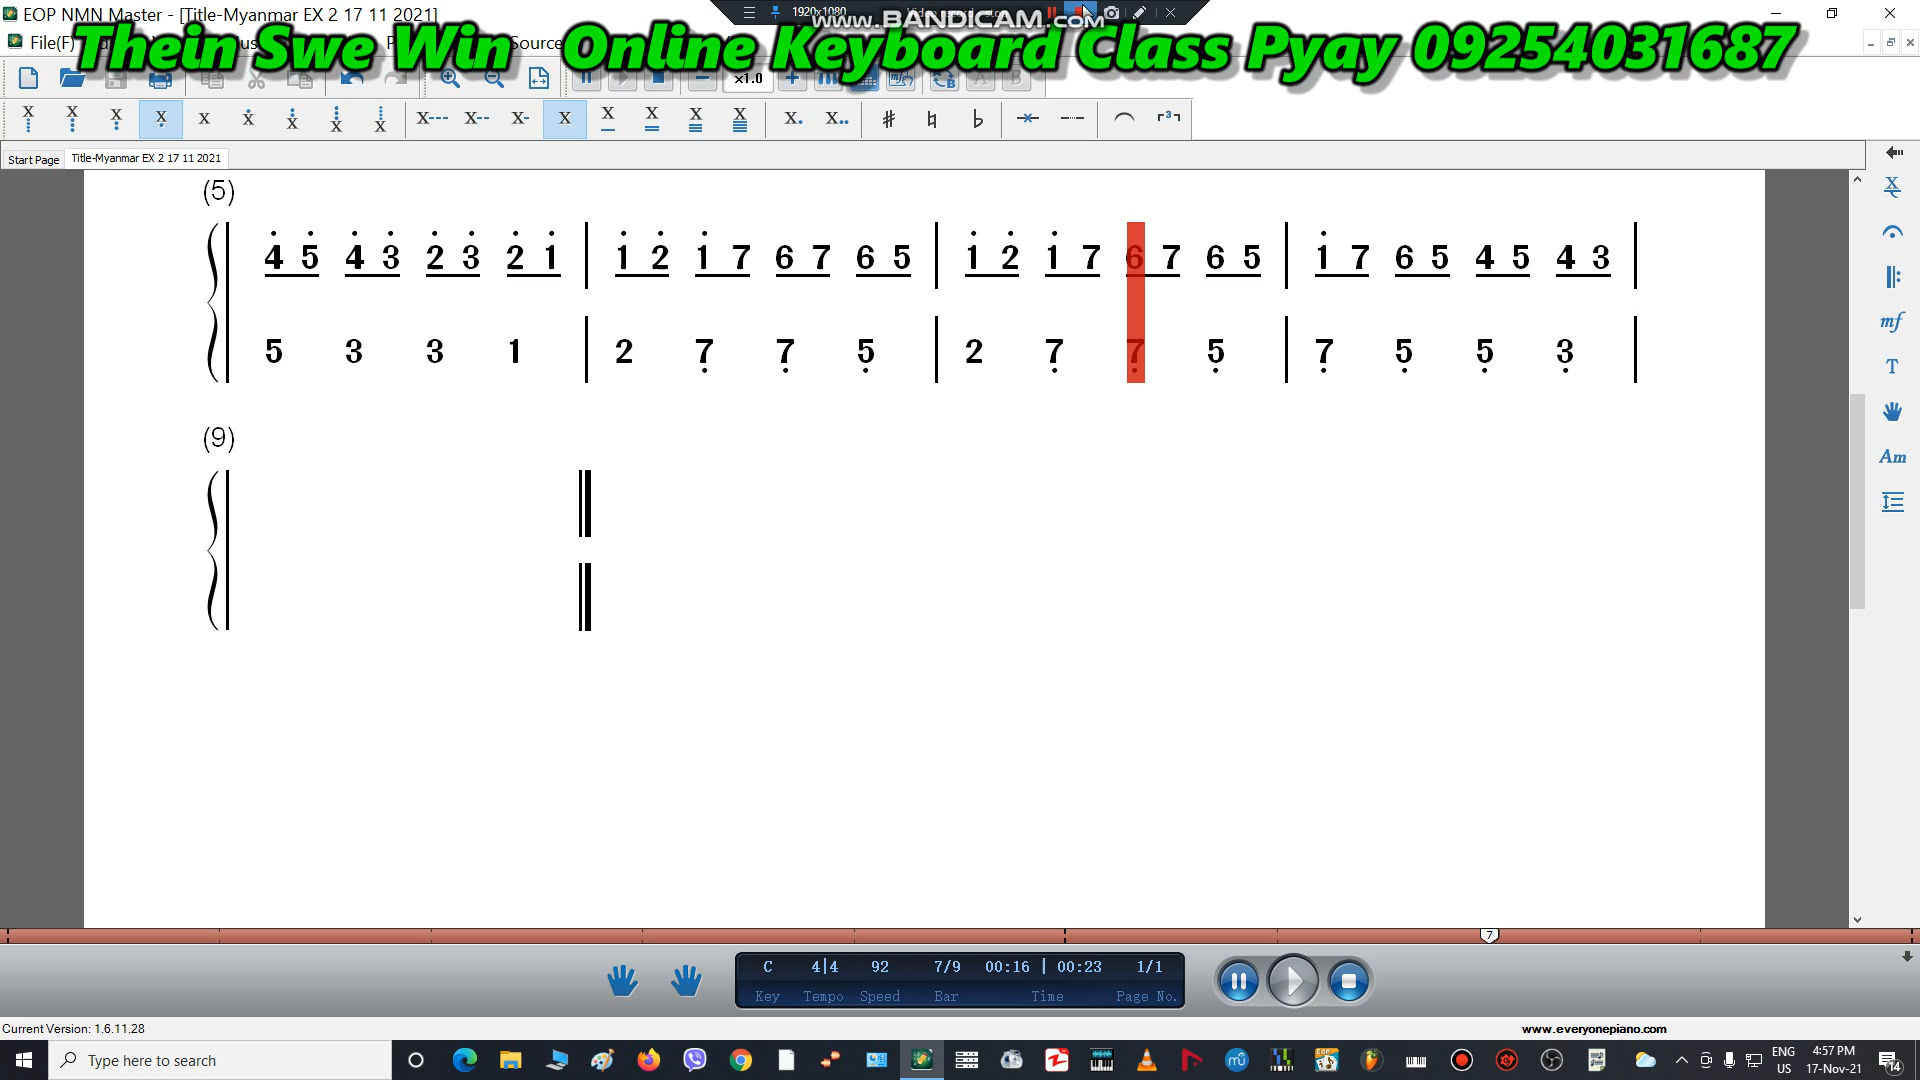 EOP NMN Master - [Title-Myanmar EX 2 17 11 2021]
1920x1080
www.BANDICAM.com
File(F)
Source
Thein Swe Win Online Keyboard Class Pyay 09254031687
x1.0
X X X X X X X X X X--- X-- X- X X X X X X. X..
Start Page Title-Myanmar EX 2 17 11 2021
(5)
4 5 4 3 2 3 2 1 1 2 1 7 6 7 6 5 1 2 1 7 6 7 6 5 1 7 6 5 4 5 4 3
5 3 3 1 2 7 7 5 2 7 7 5 7 5 5 3
(9)
mf
T
Am
7
C 4|4 92 7/9 00:16 | 00:23 1/1
Key Tempo Speed Bar Time Page No.
Current Version: 1.6.11.28
www.everyonepiano.com
Type here to search
ENG
US
4:57 PM
17-Nov-21
14